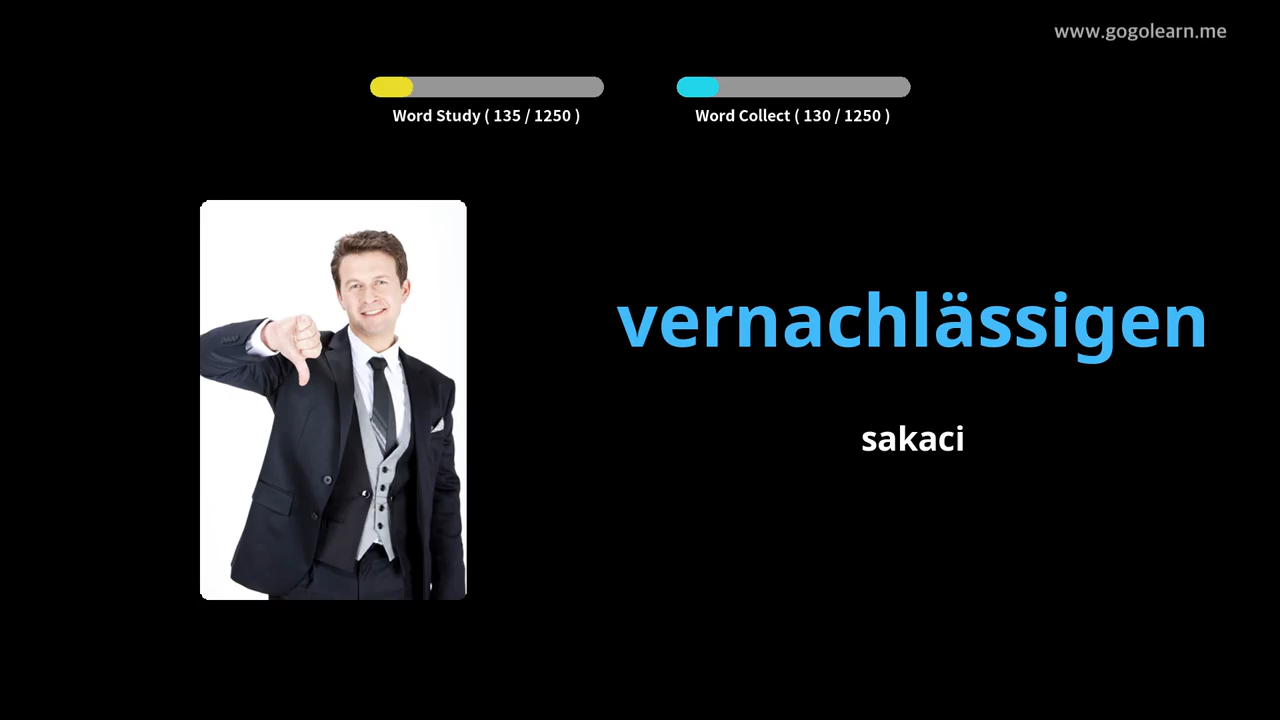 www.gogolearn.me
Word Study ( 135 / 1250 )
Word Collect ( 130 / 1250 )
vernachlässigen
sakaci